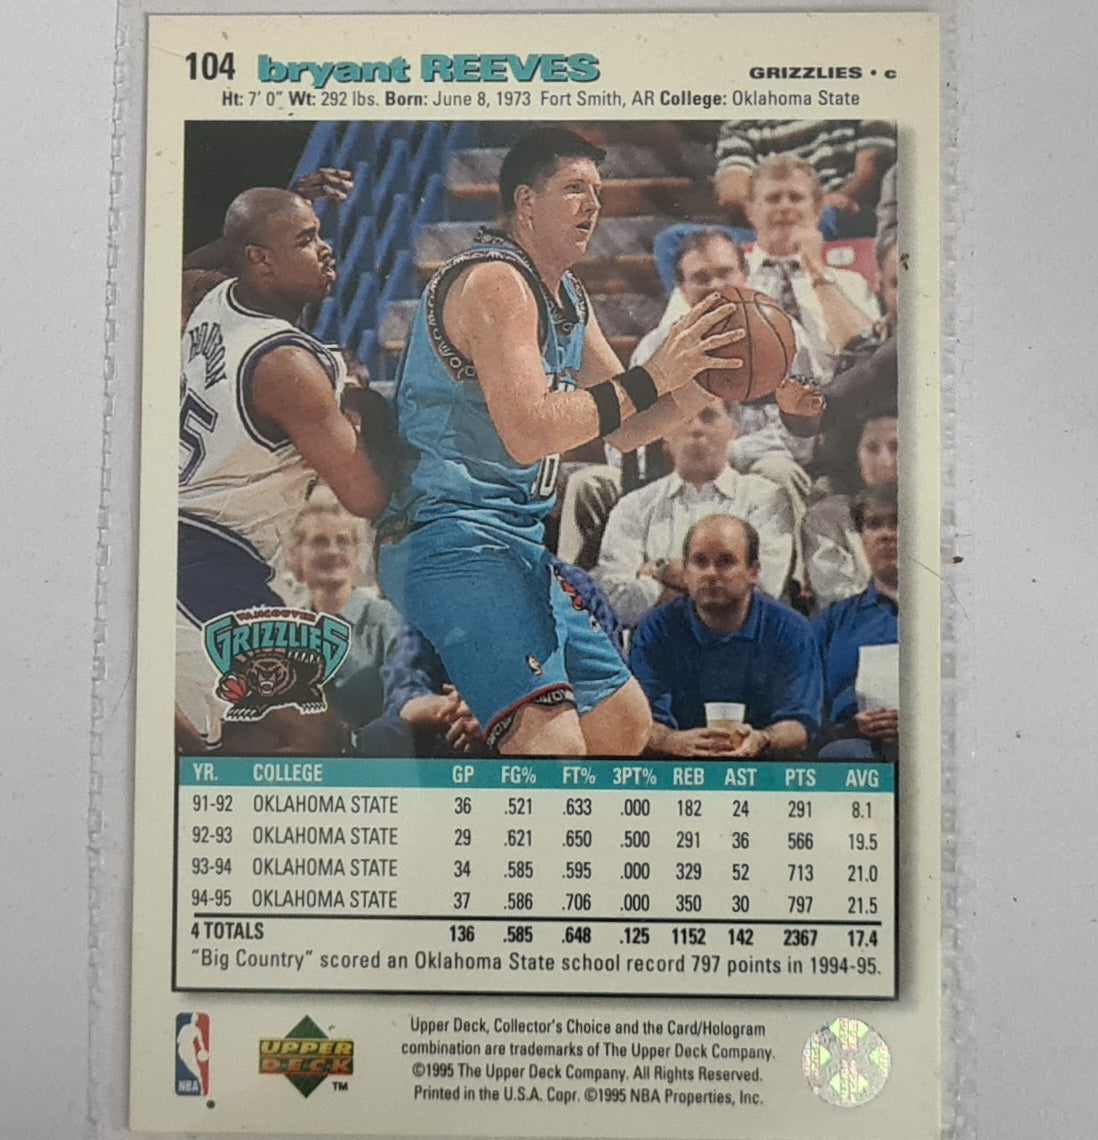 104 bryant REEVES GRIZZLIES • C
Ht: 7' 0" Wt: 292 lbs. Born: June 8, 1973 Fort Smith, AR College: Oklahoma State
5
VANCOUVER
GRIZZLIES
YR. COLLEGE GP FG% FT% 3PT% REB AST PTS AVG
91-92 OKLAHOMA STATE 36 .521 .633 .000 182 24 291 8.1
92-93 OKLAHOMA STATE 29 .621 .650 .500 291 36 566 19.5
93-94 OKLAHOMA STATE 34 .585 .595 .000 329 52 713 21.0
94-95 OKLAHOMA STATE 37 .586 .706 .000 350 30 797 21.5
4 TOTALS 136 .585 .648 .125 1152 142 2367 17.4
"Big Country" scored an Oklahoma State school record 797 points in 1994-95.
NBA
®
UPPER
DECK
TM
Upper Deck, Collector's Choice and the Card/Hologram
combination are trademarks of The Upper Deck Company.
©1995 The Upper Deck Company. All Rights Reserved.
Printed in the U.S.A. Copr. ©1995 NBA Properties, Inc.